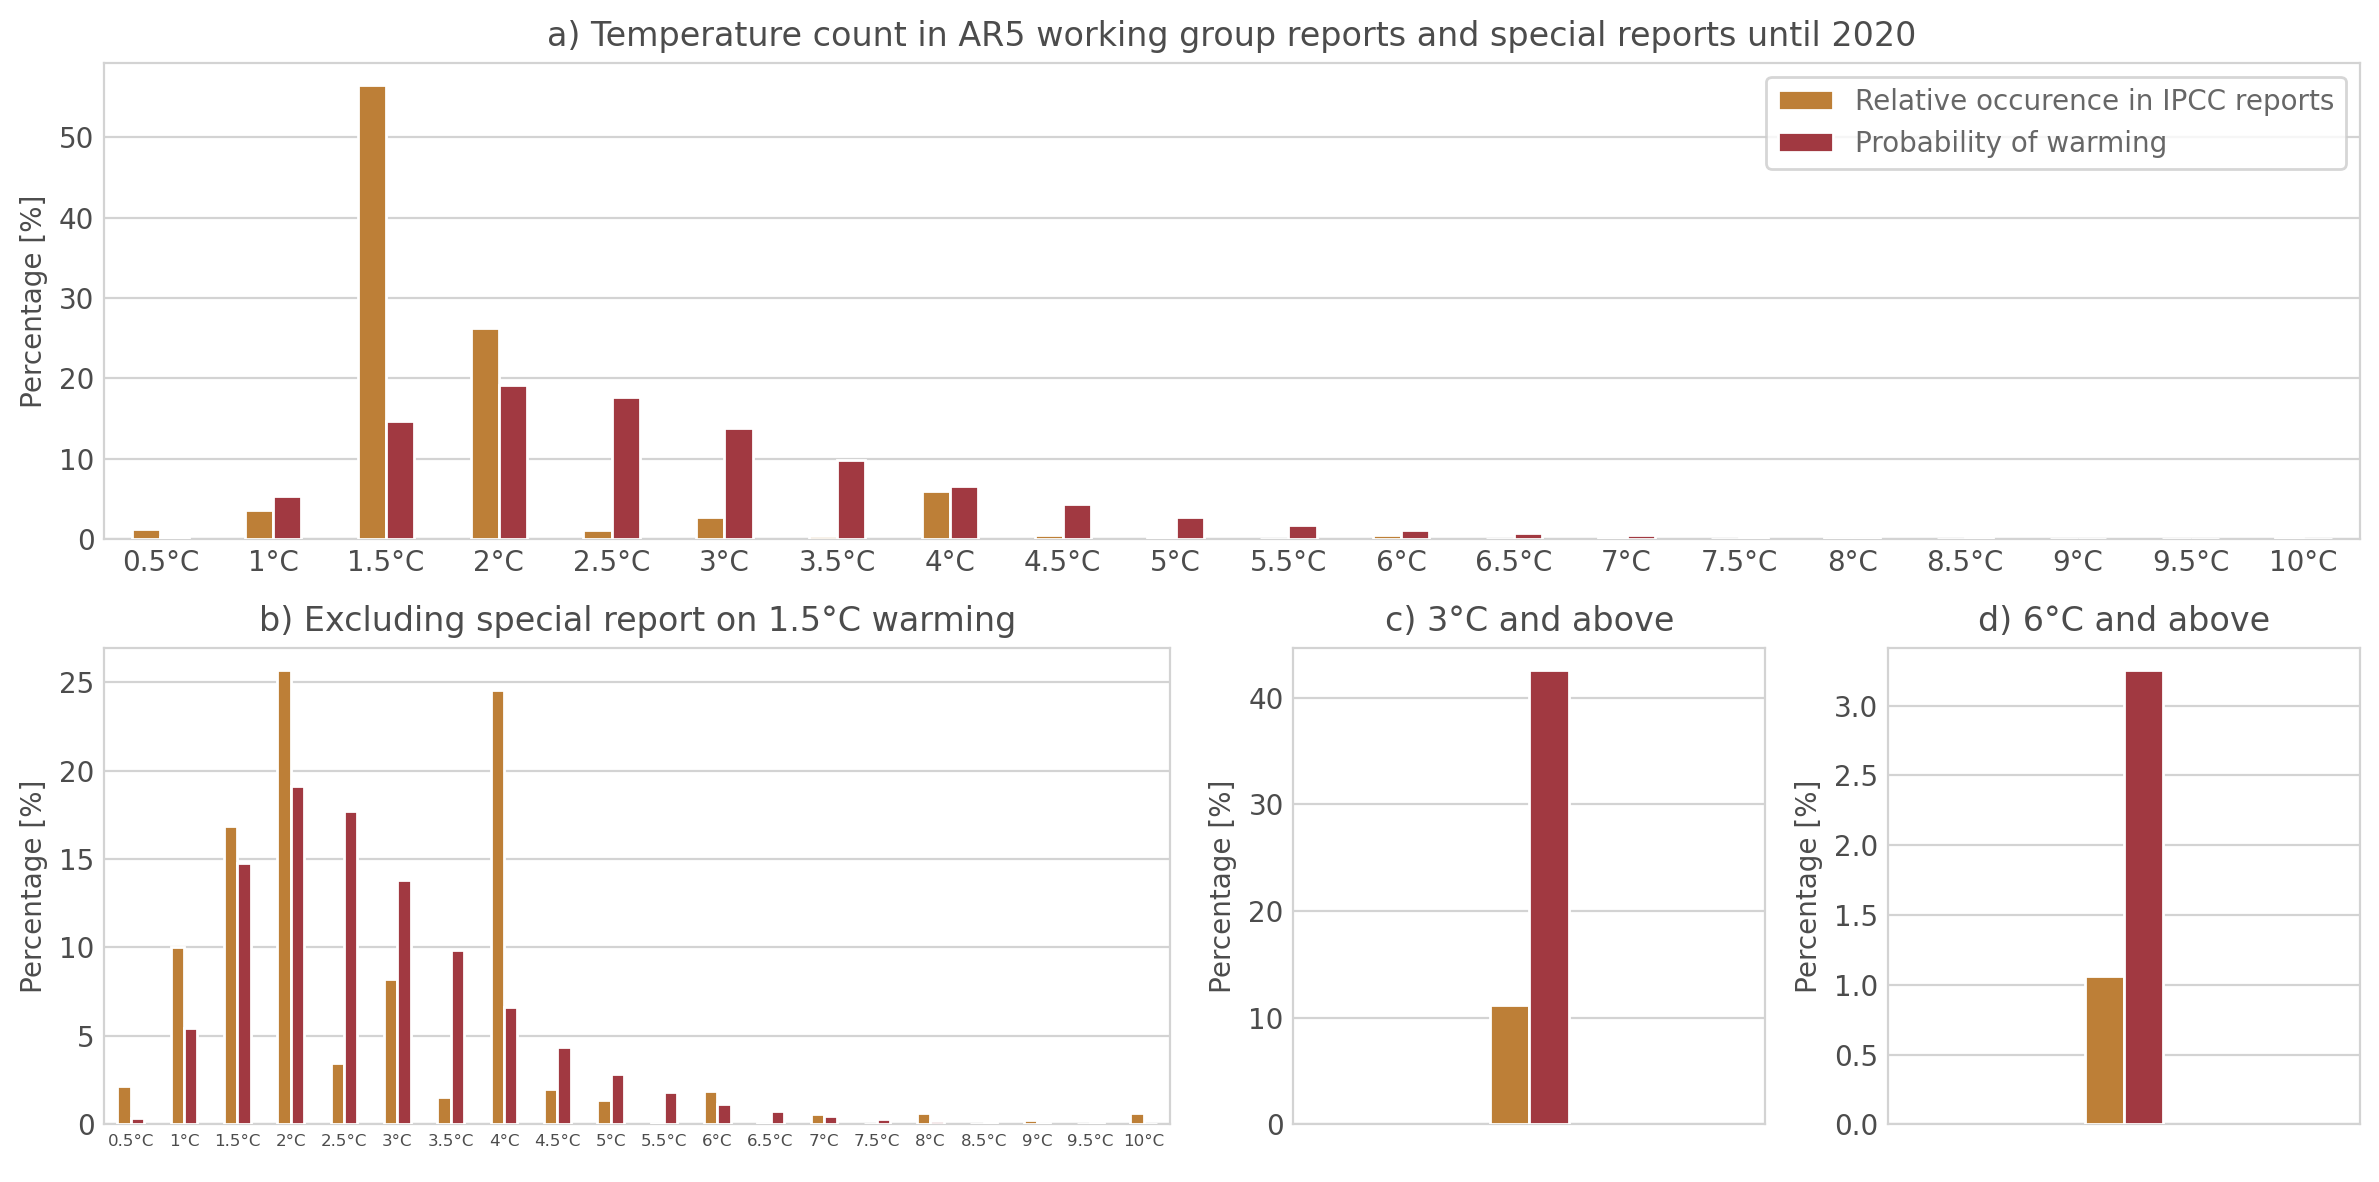 a) Temperature count in AR5 working group reports and special reports until 2020
Relative occurence in IPCC reports
Probability of warming
Percentage [%]
50
40
30
20
10
0
0.5°C 1°C 1.5°C 2°C 2.5°C 3°C 3.5°C 4°C 4.5°C 5°C 5.5°C 6°C 6.5°C 7°C 7.5°C 8°C 8.5°C 9°C 9.5°C 10°C
b) Excluding special report on 1.5°C warming
Percentage [%]
25
20
15
10
5
0
0.5°C 1°C 1.5°C 2°C 2.5°C 3°C 3.5°C 4°C 4.5°C 5°C 5.5°C 6°C 6.5°C 7°C 7.5°C 8°C 8.5°C 9°C 9.5°C 10°C
c) 3°C and above
Percentage [%]
40
30
20
10
0
d) 6°C and above
Percentage [%]
3.0
2.5
2.0
1.5
1.0
0.5
0.0